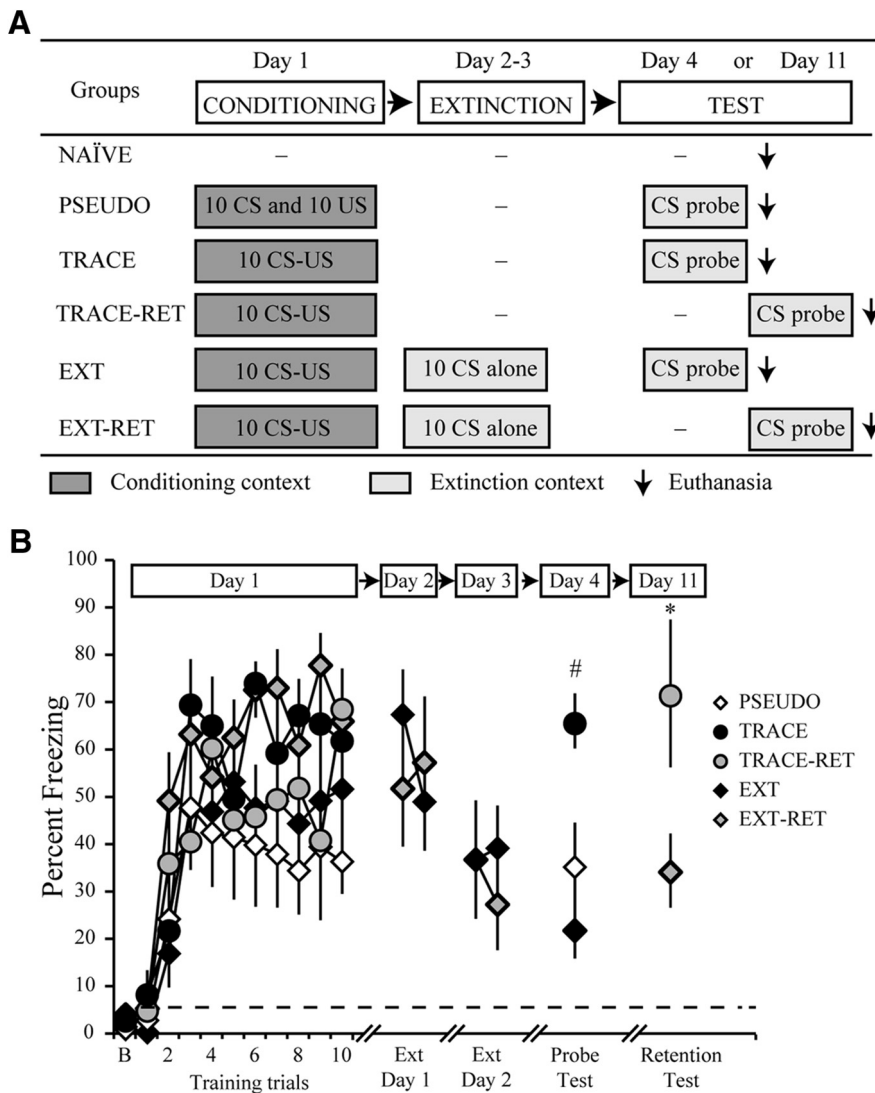 A
Groups
Day 1 Day 2-3 Day 4 or Day 11
CONDITIONING EXTINCTION TEST
NAÏVE – – –
PSEUDO 10 CS and 10 US – CS probe
TRACE 10 CS-US – CS probe
TRACE-RET 10 CS-US – – CS probe
EXT 10 CS-US 10 CS alone CS probe
EXT-RET 10 CS-US 10 CS alone – CS probe
Conditioning context Extinction context Euthanasia
B
Percent Freezing
100
90
80
70
60
50
40
30
20
10
0
Day 1 Day 2 Day 3 Day 4 Day 11
# *
PSEUDO
TRACE
TRACE-RET
EXT
EXT-RET
B 2 4 6 8 10
Training trials
Ext Day 1
Ext Day 2
Probe Test
Retention Test